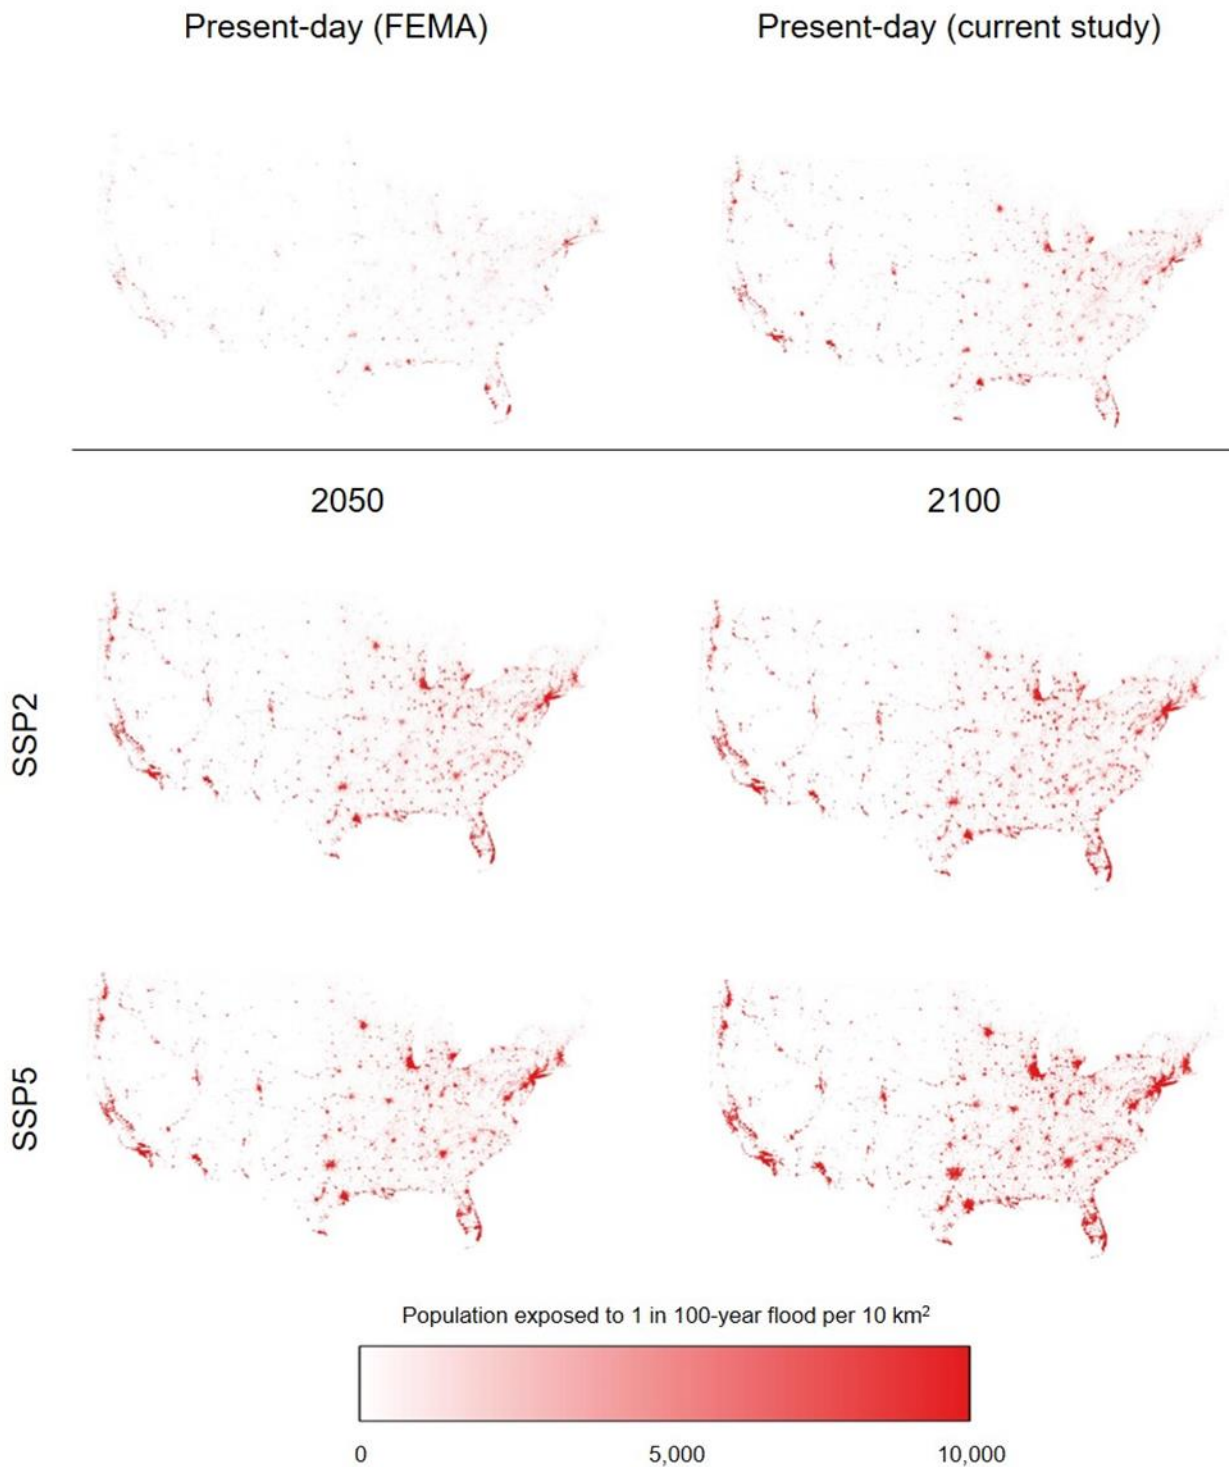 Present-day (FEMA)
Present-day (current study)
2050
2100
SSP2
SSP5
Population exposed to 1 in 100-year flood per 10 km²
0
5,000
10,000